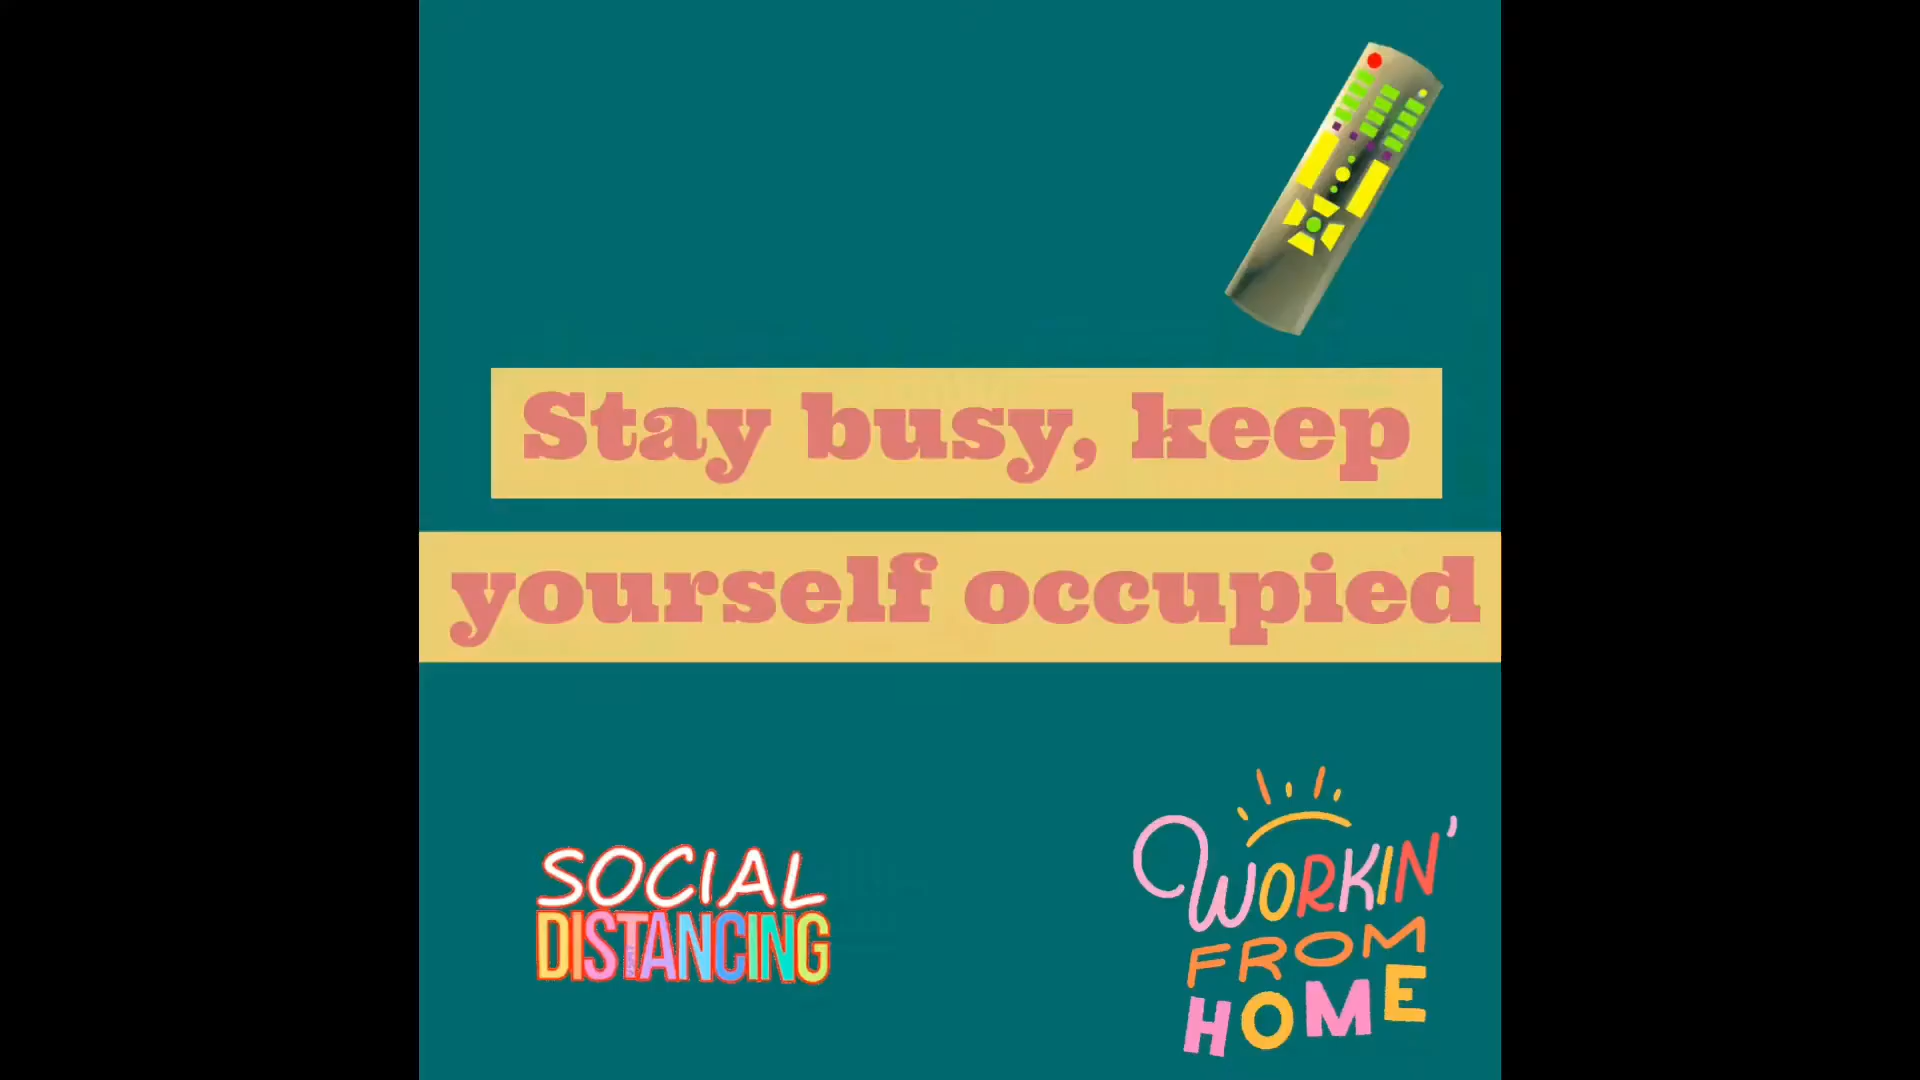 Stay busy, keep
yourself occupied
SOCIAL
DISTANCING
WORKIN'
FROM
HOME